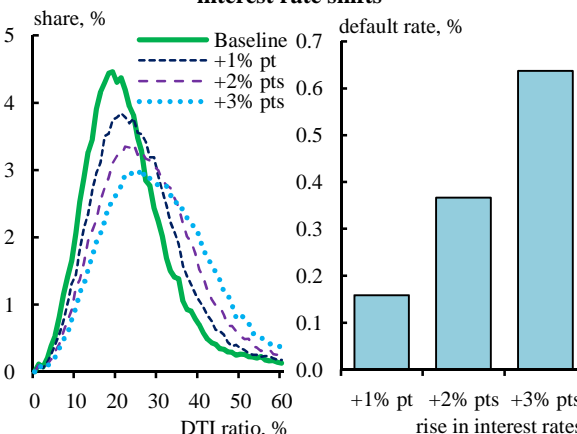 interest rate shifts
share, %
5
4
3
2
1
0
Baseline
+1% pt
+2% pts
+3% pts
0 10 20 30 40 50 60
DTI ratio, %
default rate, %
0.7
0.6
0.5
0.4
0.3
0.2
0.1
0.0
+1% pt +2% pts +3% pts
rise in interest rates